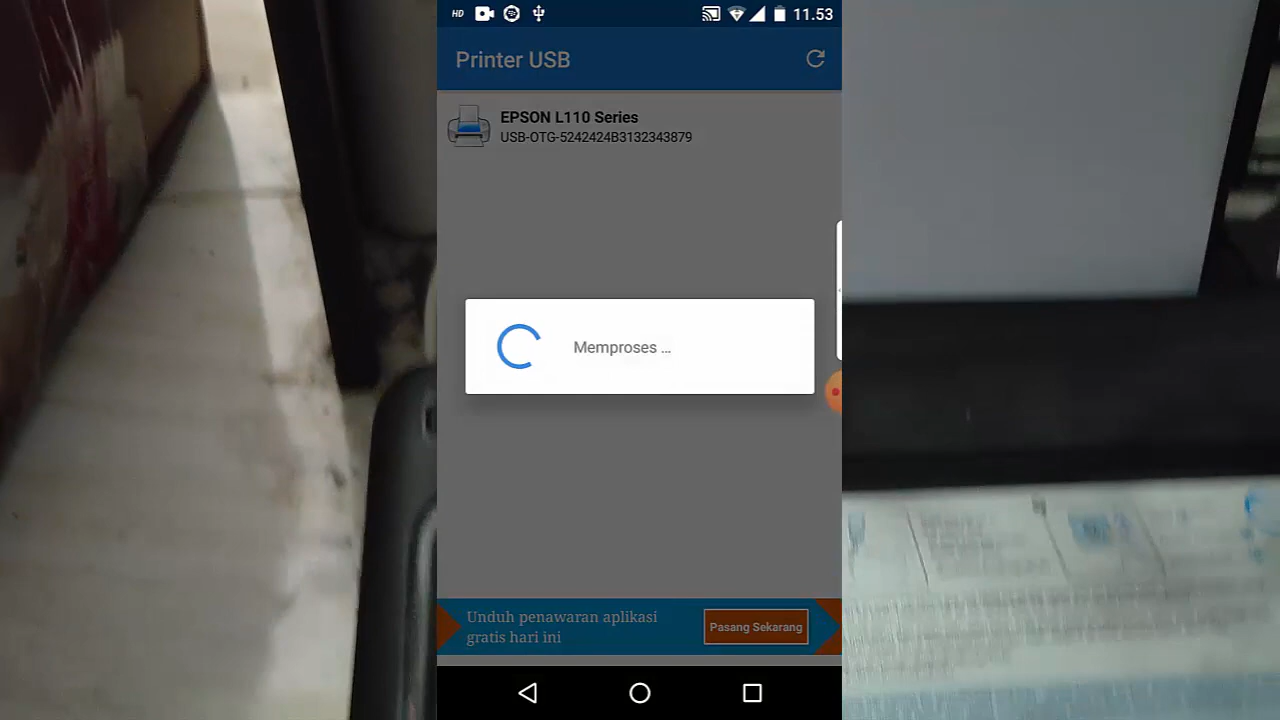 HD
11.53
Printer USB
EPSON L110 Series
USB-OTG-5242424B3132343879
Memproses ...
Unduh penawaran aplikasi
gratis hari ini
Pasang Sekarang